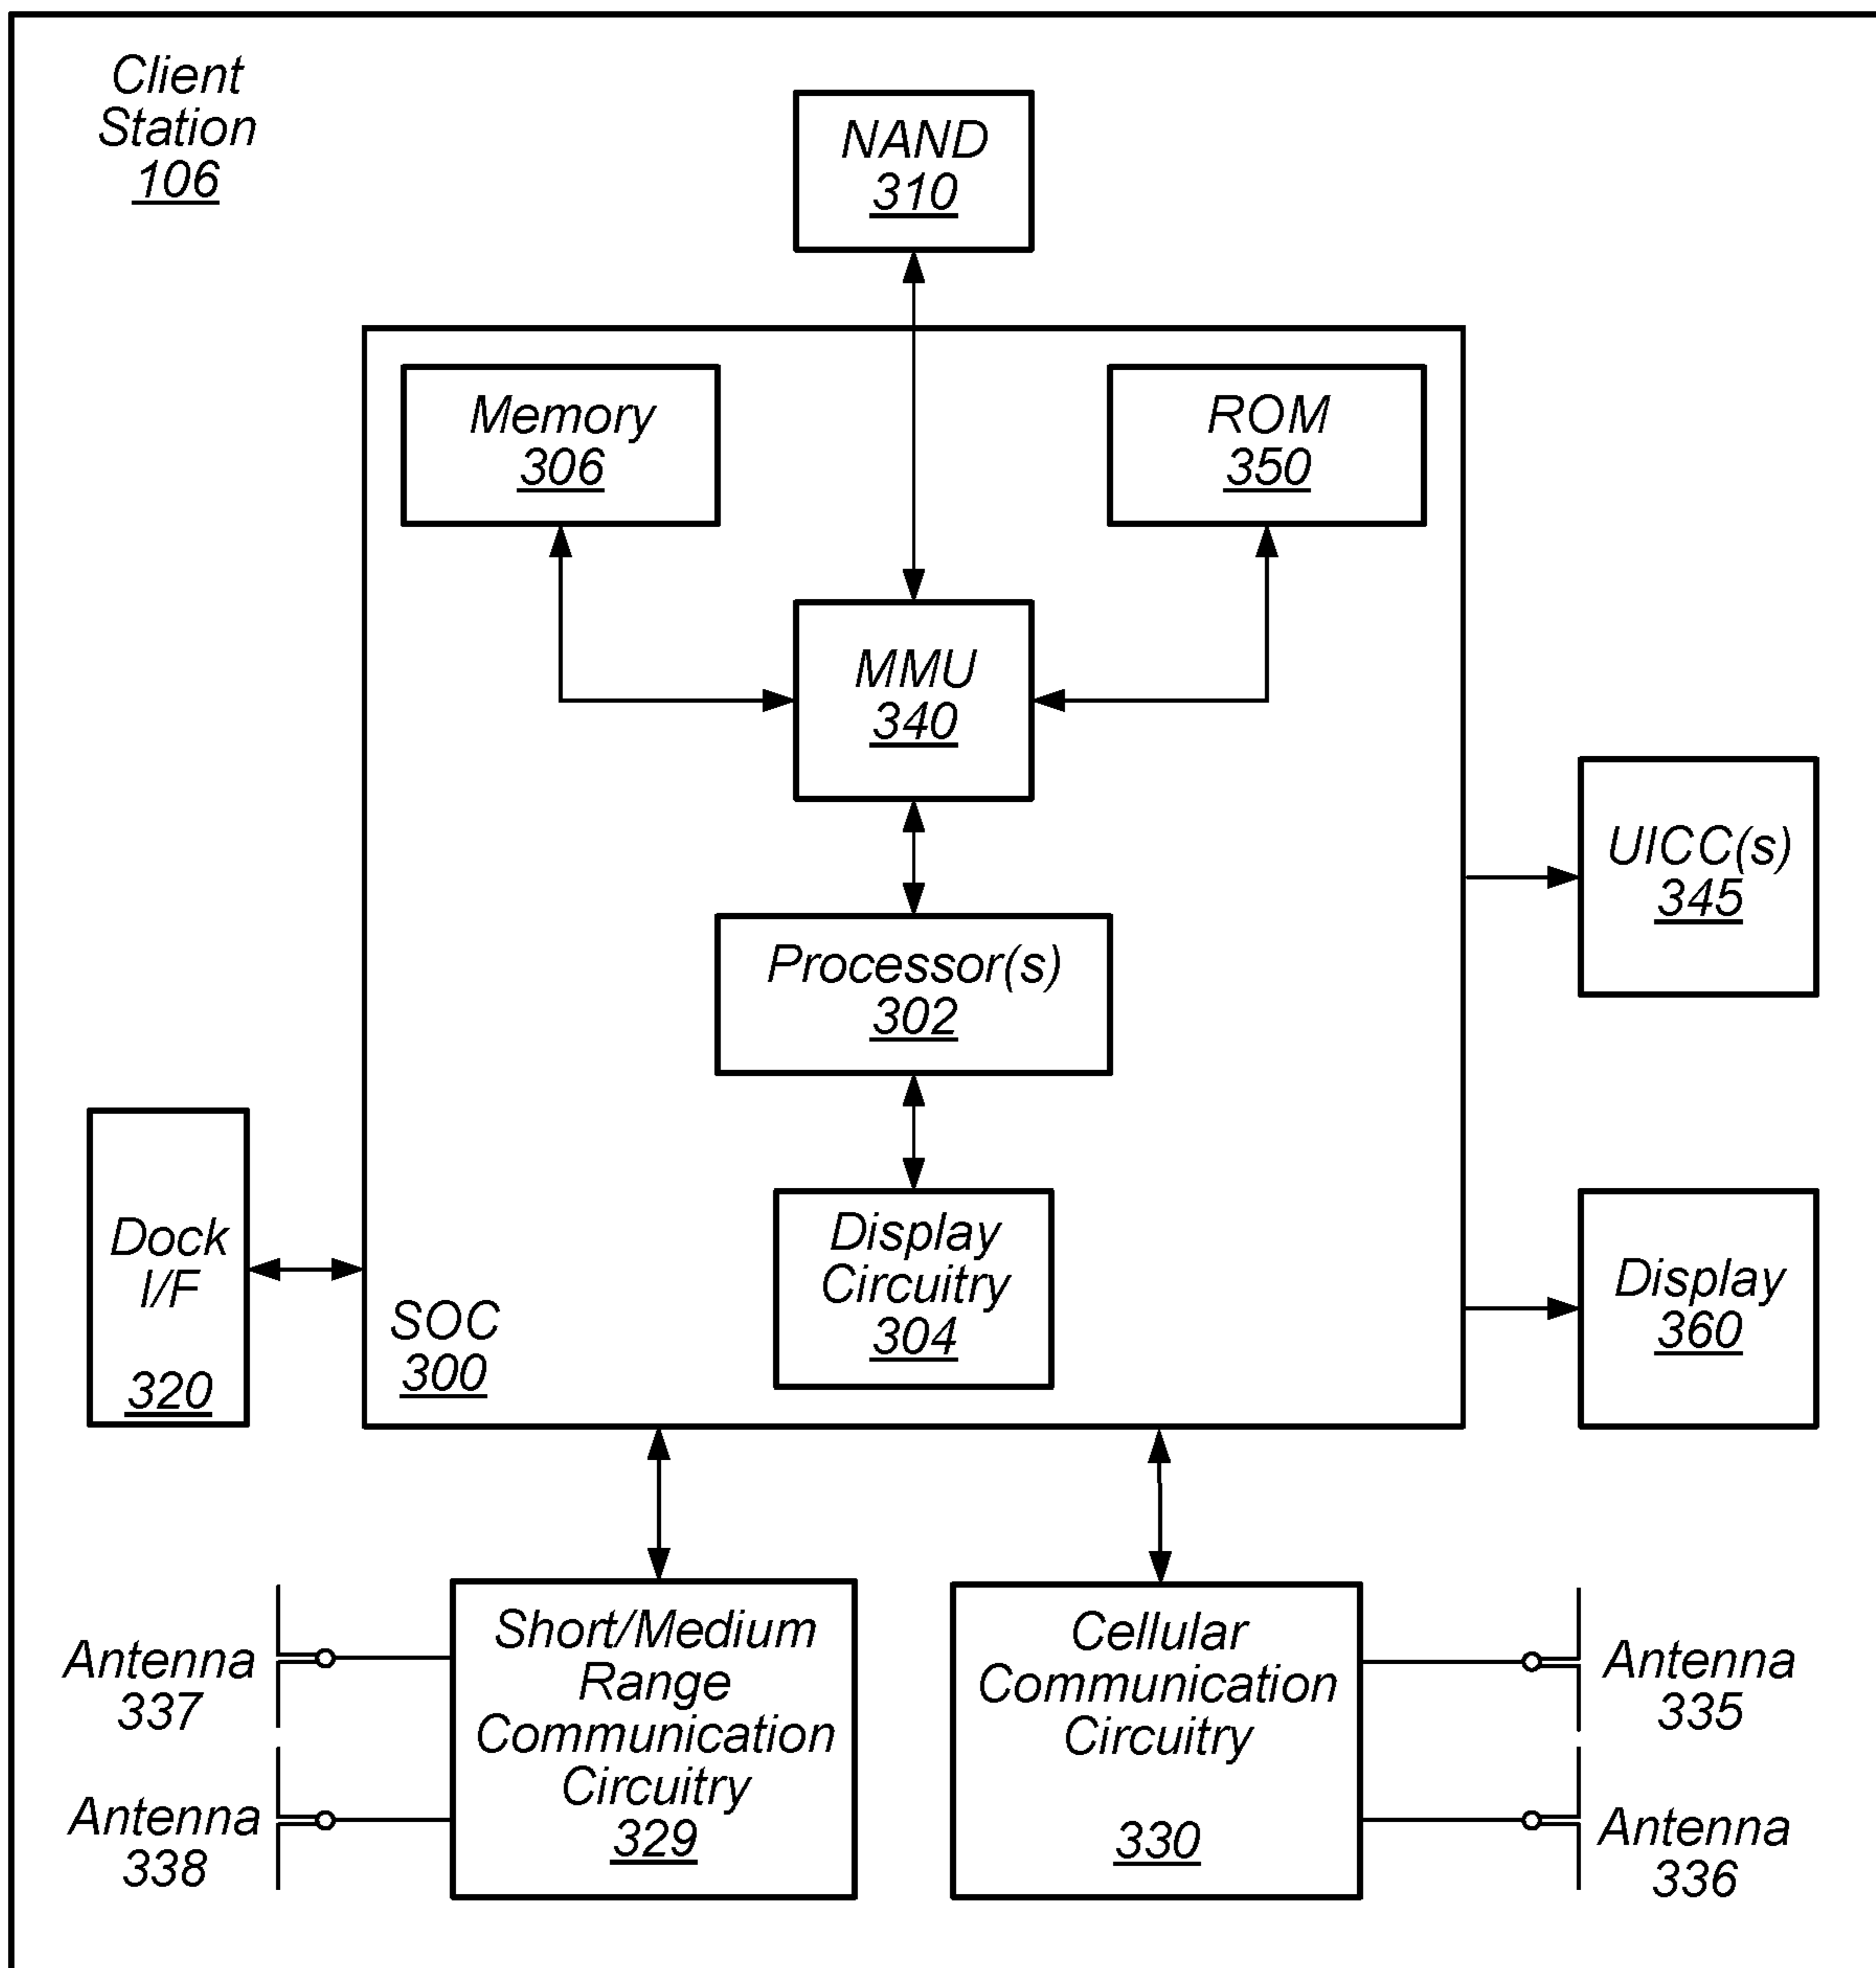 Client
Station
106
NAND
310
Memory
306
ROM
350
MMU
340
UICC(s)
345
Processor(s)
302
Dock
I/F
320
Display
Circuitry
304
SOC
300
Display
360
Short/Medium
Range
Communication
Circuitry
329
Cellular
Communication
Circuitry
330
Antenna
337
Antenna
338
Antenna
335
Antenna
336